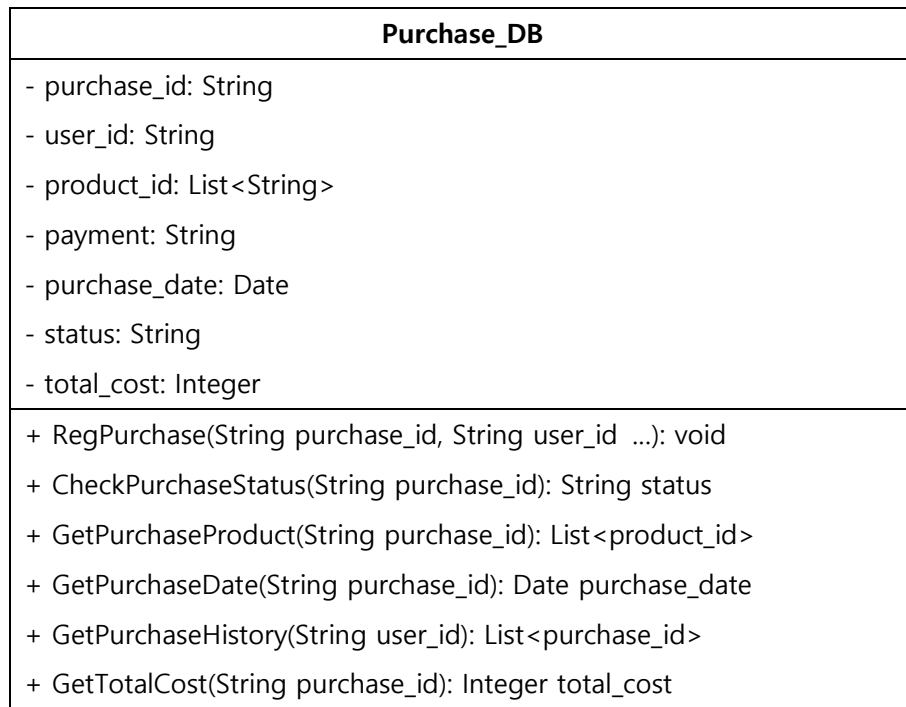 Purchase_DB
- purchase_id: String
- user_id: String
- product_id: List<String>
- payment: String
- purchase_date: Date
- status: String
- total_cost: Integer
+ RegPurchase(String purchase_id, String user_id ...): void
+ CheckPurchaseStatus(String purchase_id): String status
+ GetPurchaseProduct(String purchase_id): List<product_id>
+ GetPurchaseDate(String purchase_id): Date purchase_date
+ GetPurchaseHistory(String user_id): List<purchase_id>
+ GetTotalCost(String purchase_id): Integer total_cost